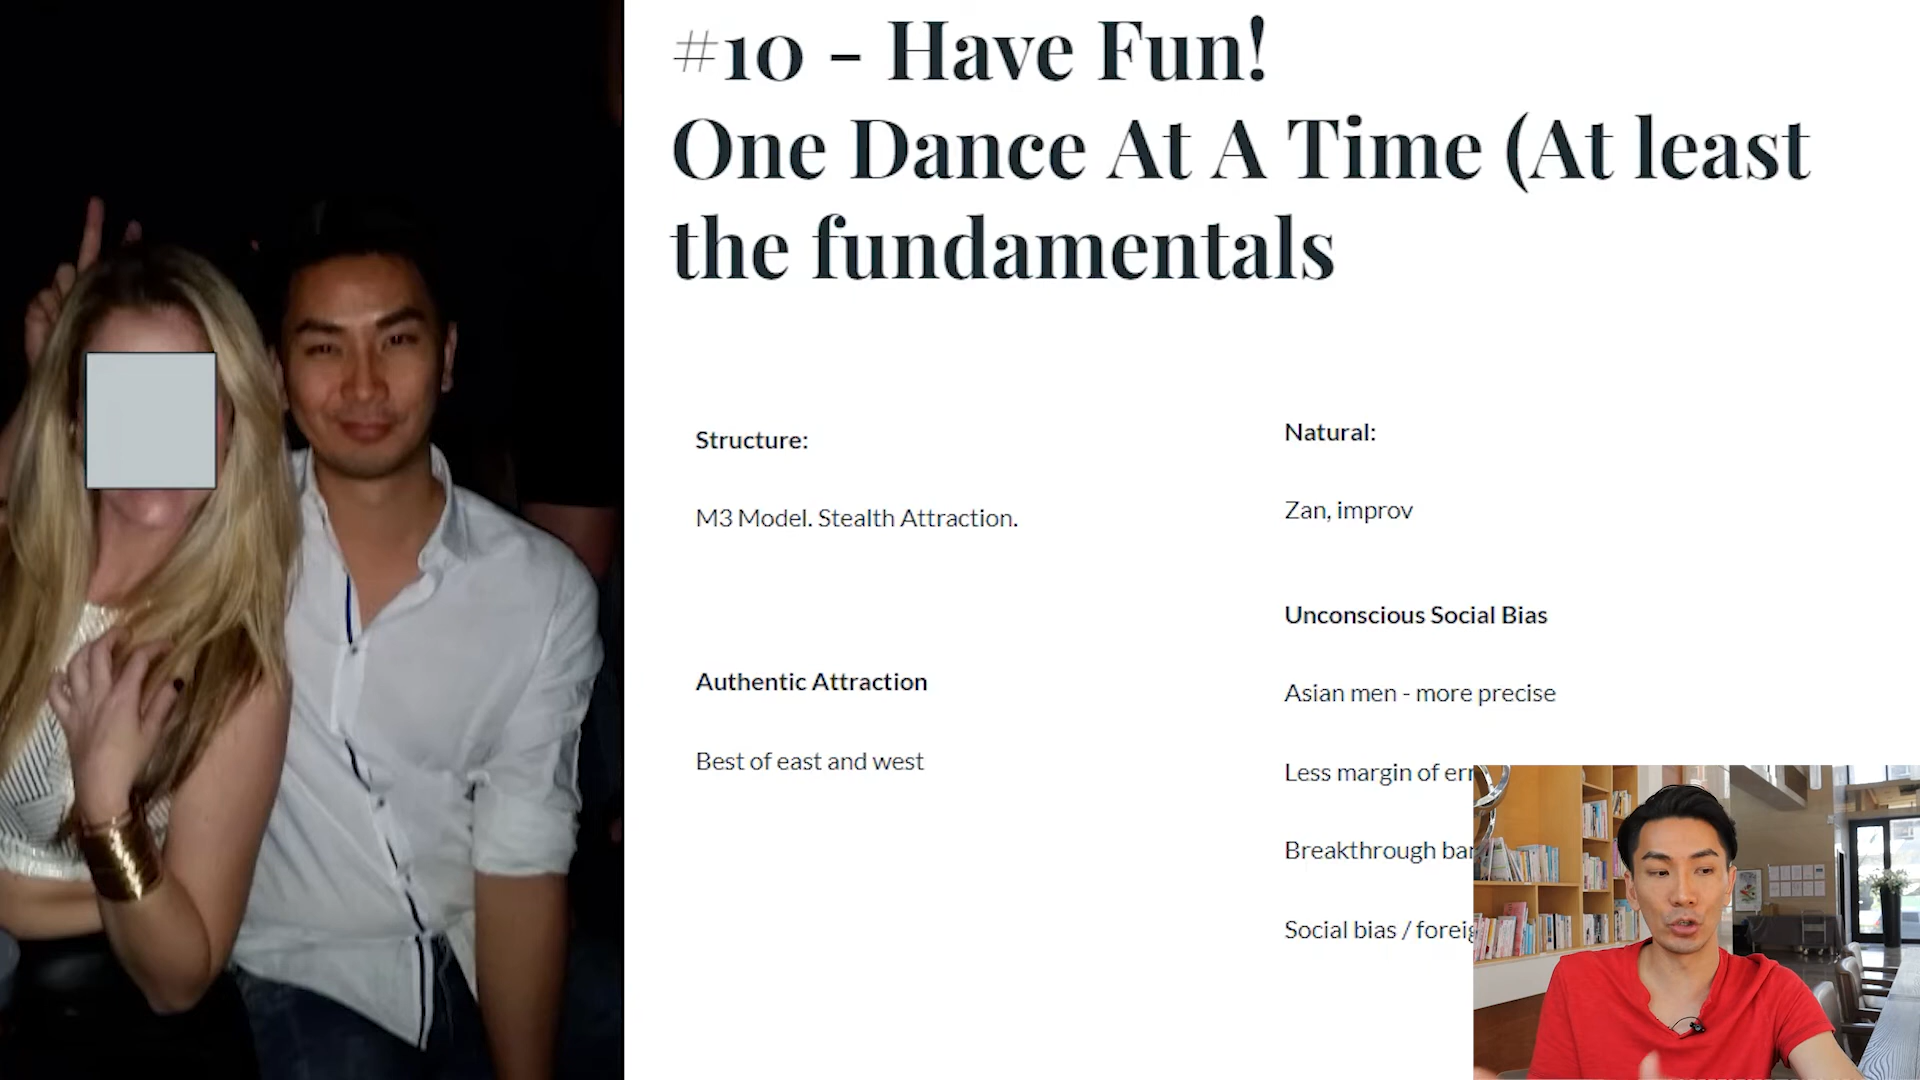 #10 - Have Fun!
One Dance At A Time (At least
the fundamentals
Structure:
M3 Model. Stealth Attraction.
Authentic Attraction
Best of east and west
Natural:
Zan, improv
Unconscious Social Bias
Asian men - more precise
Less margin of
Breakthrough
Social bias /